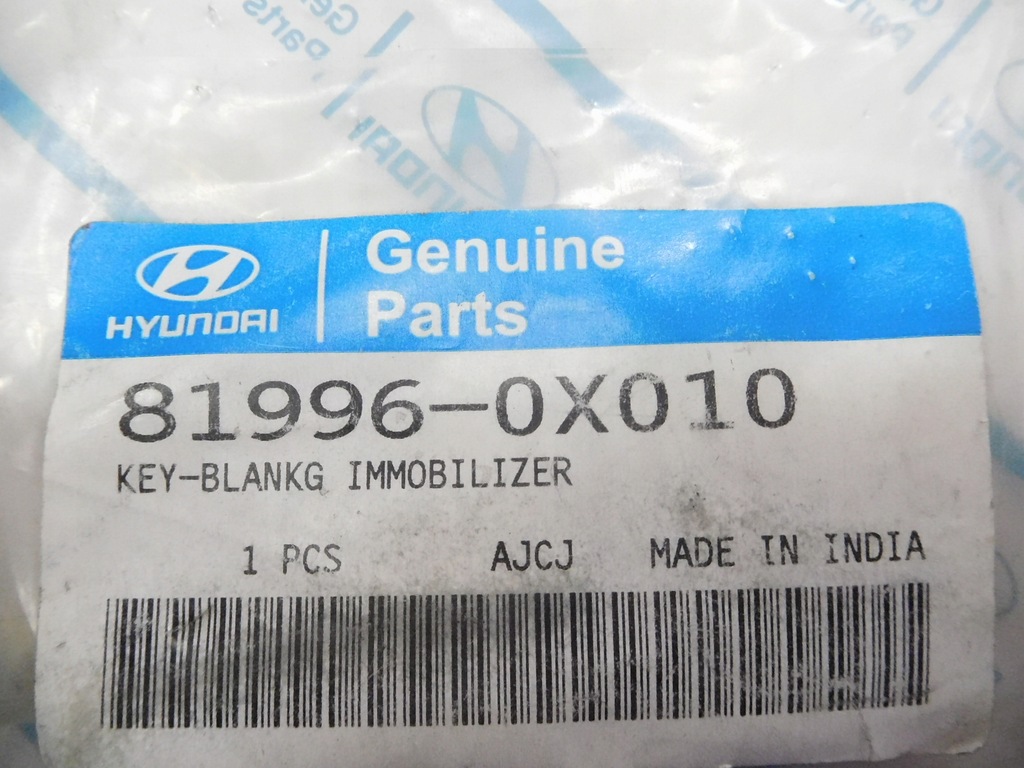 HYUNDAI
Genuine
Parts
81996-0X010
KEY-BLANKG IMMOBILIZER
1 PCS AJCJ MADE IN INDIA